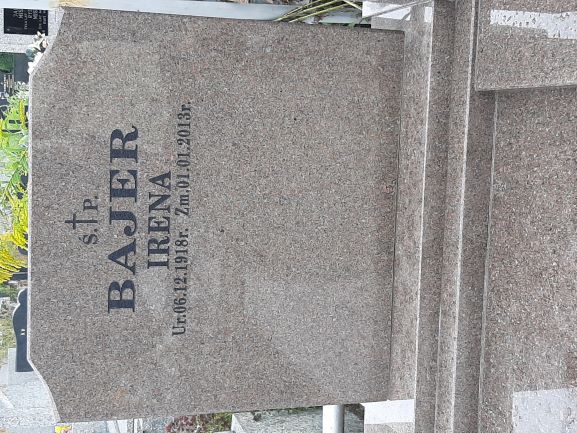 Ś.†P.
BAJER
IRENA
Ur.06.12.1918r. Zm.01.01.2013r.